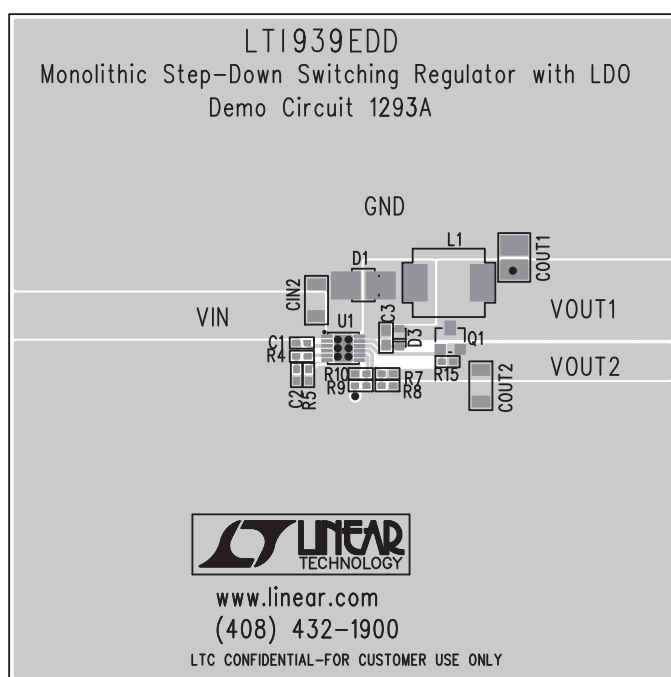 LT1939EDD
Monolithic Step-Down Switching Regulator with LDO
Demo Circuit 1293A
GND
L1
COUT1
D1
CIN2
VIN
U1
C3
D3
Q1
VOUT1
C1
R4
VOUT2
R10
R7
R15
R9
R8
C2
R5
COUT2
LT LINEAR
TECHNOLOGY
www.linear.com
(408) 432-1900
LTC CONFIDENTIAL-FOR CUSTOMER USE ONLY